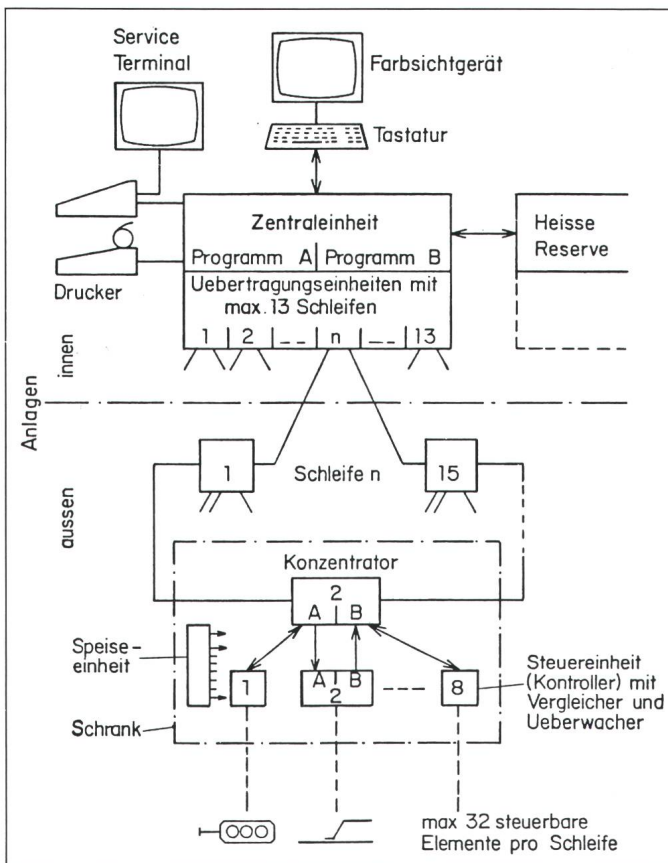 Service
Terminal
Farbsichtgerät
Tastatur
Zentraleinheit
Programm A | Programm B
Heisse
Reserve
Drucker
Uebertragungseinheiten mit
max. 13 Schleifen
1 2 n 13
Anlagen
innen
aussen
1
Schleife n
15
Konzentrator
2
A B
Speise-
einheit
1
A B
2
8
Steuereinheit
(Kontroller) mit
Vergleicher und
Ueberwacher
Schrank
max 32 steuerbare
Elemente pro Schleife